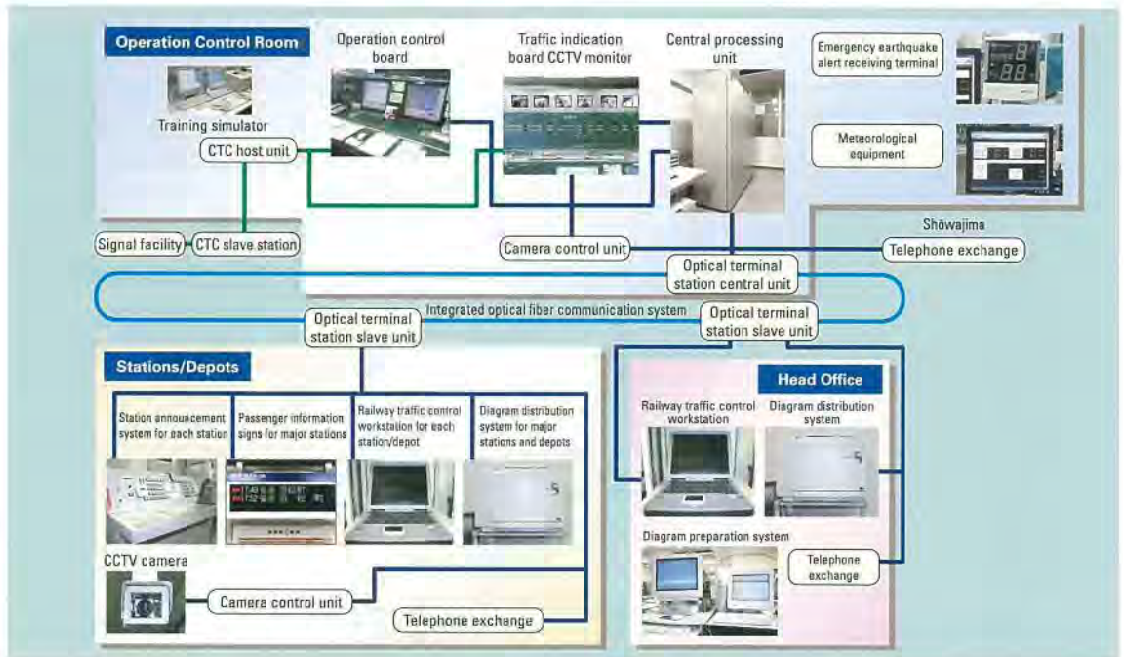 Operation Control Room
Training simulator
Operation control
board
Traffic indication
board CCTV monitor
Central processing
unit
Emergency earthquake
alert receiving terminal
Meteorological
equipment
CTC host unit
Signal facility
CTC slave station
Camera control unit
Shōwajima
Telephone exchange
Optical terminal
station central unit
Integrated optical fiber communication system
Optical terminal
station slave unit
Optical terminal
station slave unit
Stations/Depots
Station announcement
system for each station
Passenger information
signs for major stations
Railway traffic control
workstation for each
station/depot
Diagram distribution
system for major
stations and depots
CCTV camera
Camera control unit
Telephone exchange
Head Office
Railway traffic control
workstation
Diagram distribution
system
Diagram preparation system
Telephone
exchange